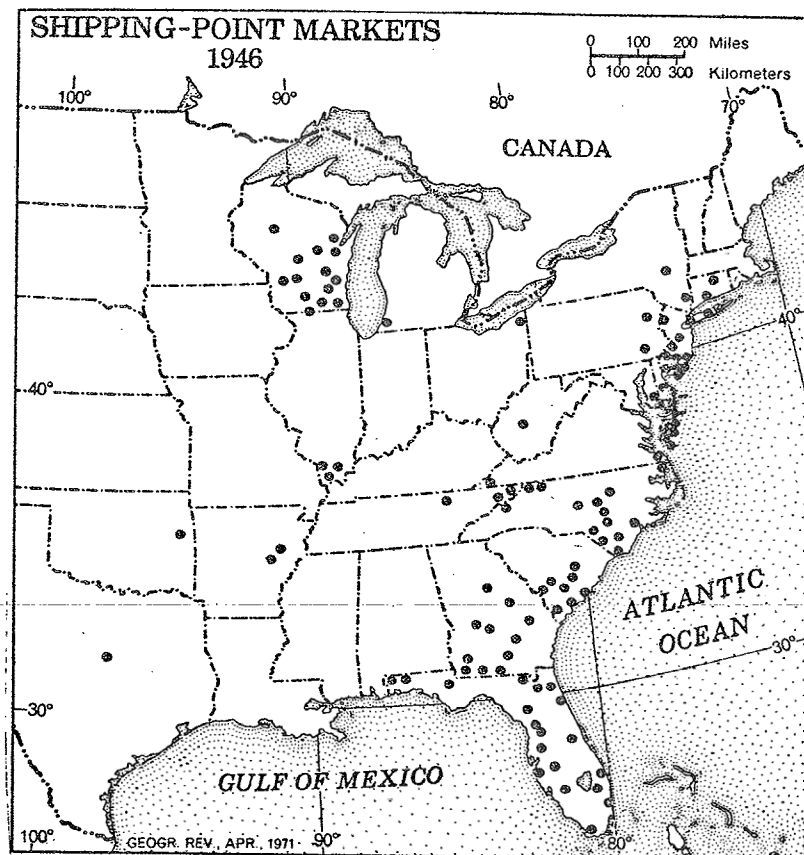 SHIPPING-POINT MARKETS
1946
0 100 200 Miles
0 100 200 300 Kilometers
100° 90° 80° 70°
CANADA
40° 40°
ATLANTIC
OCEAN
30° 30°
GULF OF MEXICO
100° GEOGR. REV., APR., 1971 90° 80°